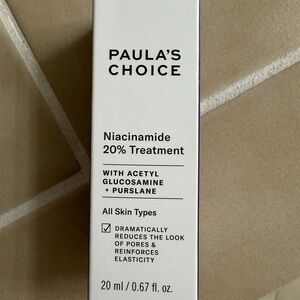 PAULA'S
CHOICE
Niacinamide
20% Treatment
WITH ACETYL
GLUCOSAMINE
+ PURSLANE
All Skin Types
DRAMATICALLY
REDUCES THE LOOK
OF PORES &
REINFORCES
ELASTICITY
20 ml / 0.67 fl. oz.